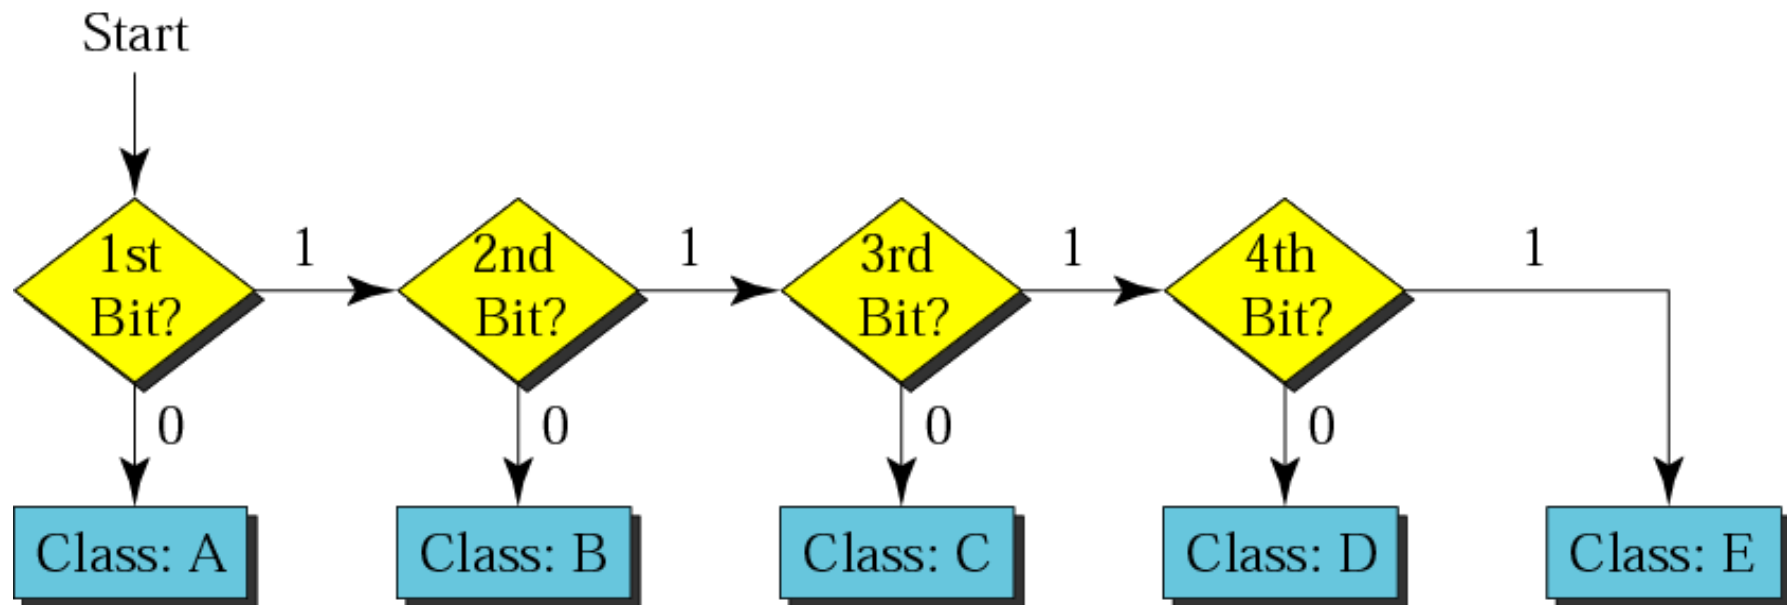 Start
1st
Bit?
1
2nd
Bit?
1
3rd
Bit?
1
4th
Bit?
1
0
0
0
0
Class: A
Class: B
Class: C
Class: D
Class: E